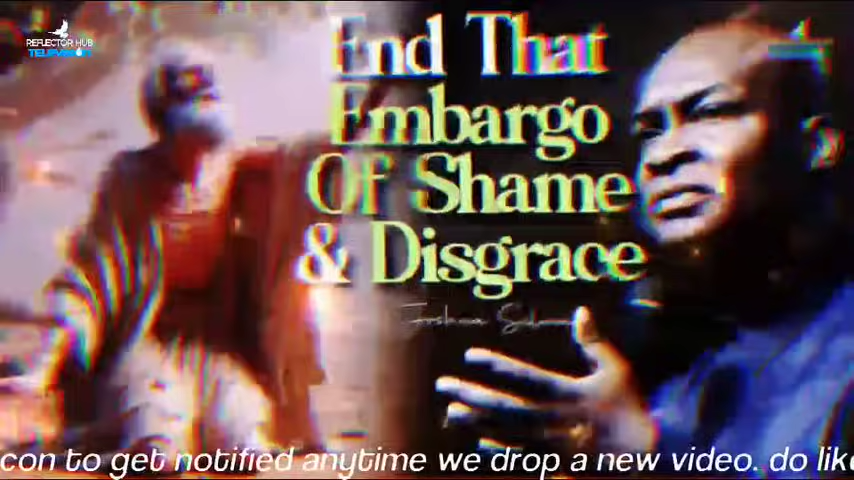 REFLECTOR HUB
TELEVISION
End That
Embargo
Of Shame
& Disgrace
con to get notified anytime we drop a new video. do like